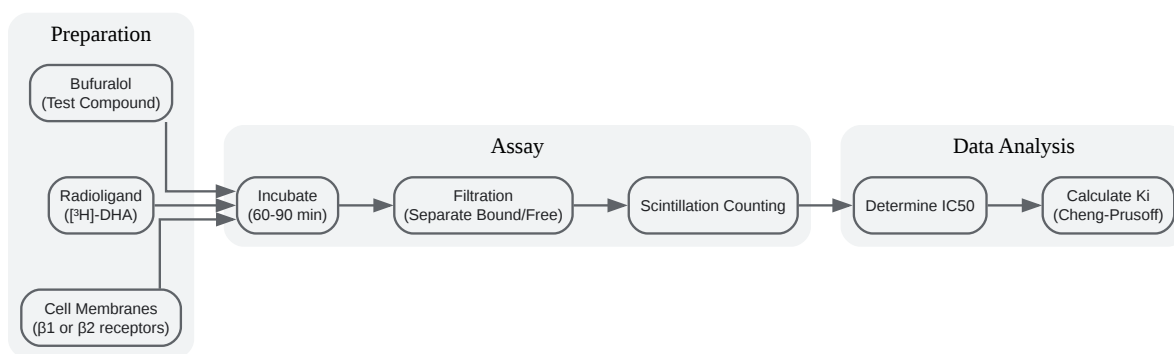 Preparation
Bufuralol
(Test Compound)
Radioligand
([³H]-DHA)
Cell Membranes
(β1 or β2 receptors)
Assay
Incubate
(60-90 min)
Filtration
(Separate Bound/Free)
Scintillation Counting
Data Analysis
Determine IC50
Calculate Ki
(Cheng-Prusoff)